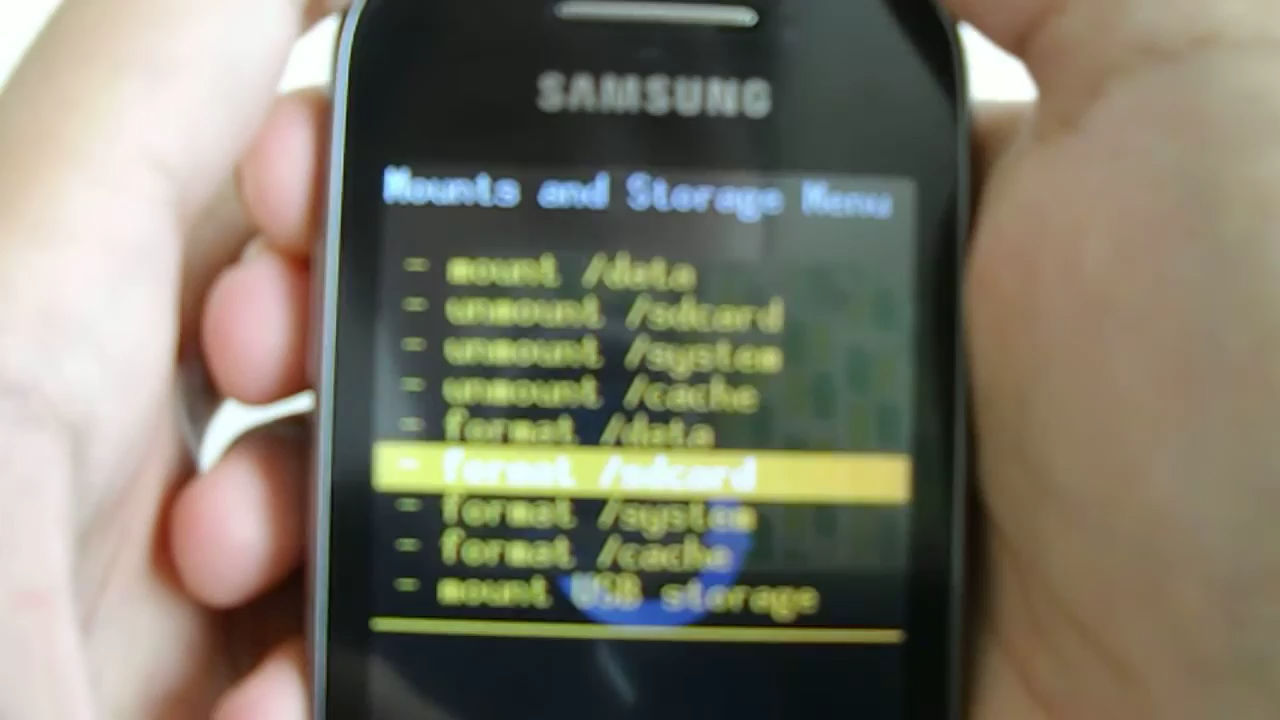 SAMSUNG
Mounts and Storage Menu
- mount /data
- unmount /sdcard
- unmount /system
- unmount /cache
- format /data
- format /sdcard
- format /system
- format /cache
- mount USB storage